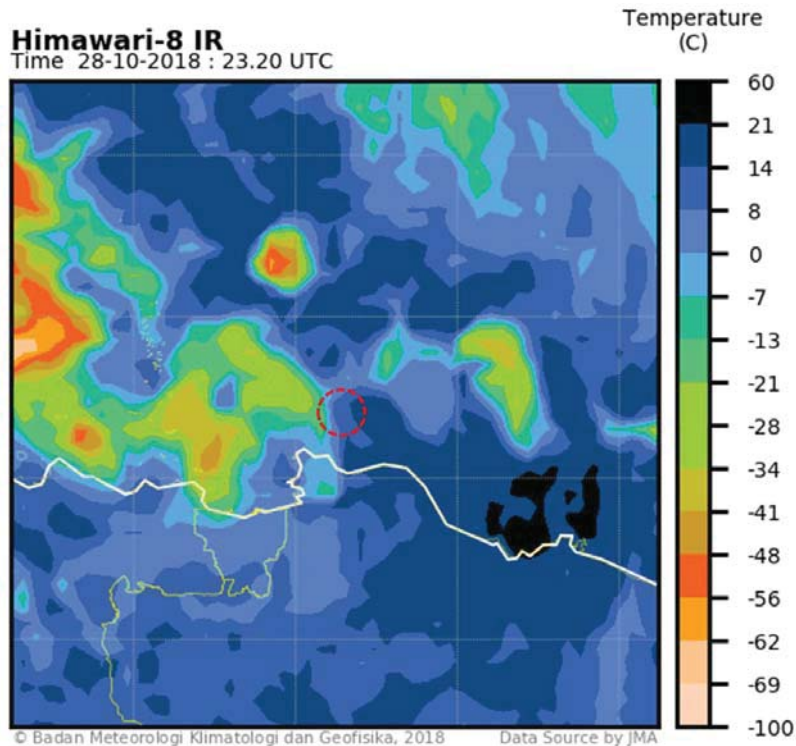 Temperature
(C)
Himawari-8 IR
Time 28-10-2018 : 23.20 UTC
60
21
14
8
0
-7
-13
-21
-28
-34
-41
-48
-56
-62
-69
-100
© Badan Meteorologi Klimatologi dan Geofisika, 2018
Data Source by JMA